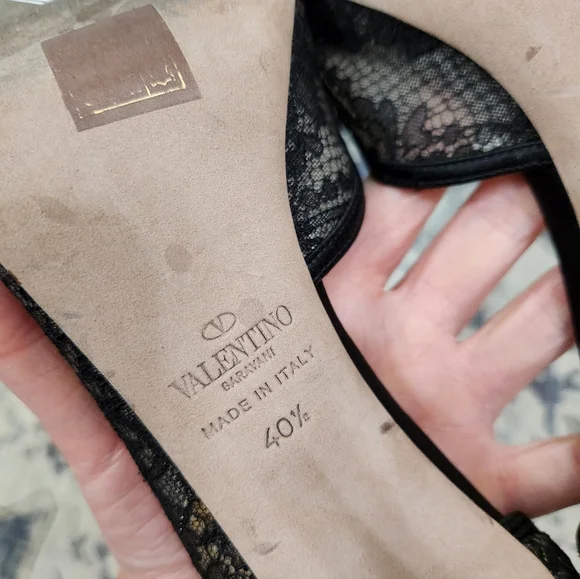 V
VALENTINO
GARAVANI
MADE IN ITALY
40½